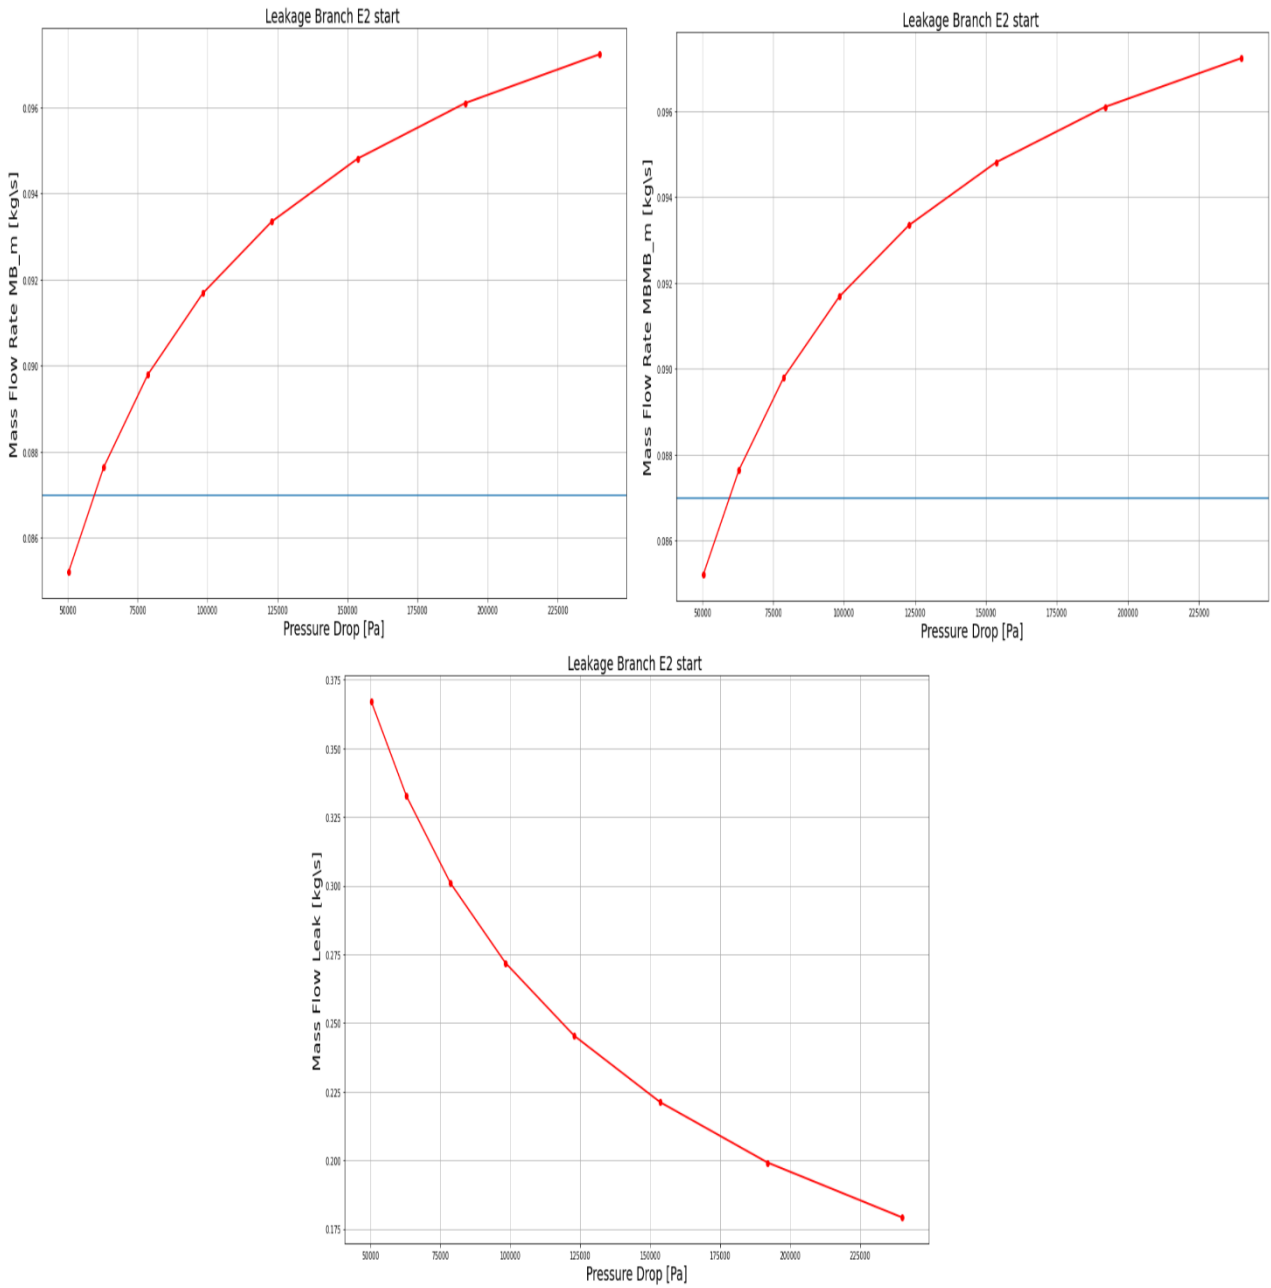 Leakage Branch E2 start
Mass Flow Rate MB_m [kg\s]
0.096
0.094
0.092
0.090
0.088
0.086
50000 75000 100000 125000 150000 175000 200000 225000
Pressure Drop [Pa]
Leakage Branch E2 start
Mass Flow Rate MBMB_m [kg\s]
0.096
0.094
0.092
0.090
0.088
0.086
50000 75000 100000 125000 150000 175000 200000 225000
Pressure Drop [Pa]
Leakage Branch E2 start
Mass Flow Leak [kg\s]
0.375
0.350
0.325
0.300
0.275
0.250
0.225
0.200
0.175
50000 75000 100000 125000 150000 175000 200000 225000
Pressure Drop [Pa]